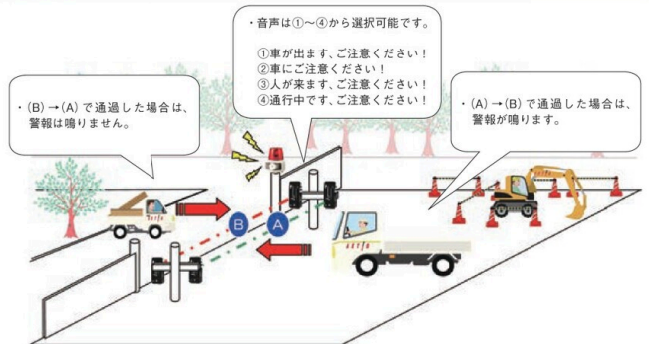 ・音声は①〜④から選択可能です。
①車が出ます、ご注意ください！
②車にご注意ください！
③人が来ます、ご注意ください！
④通行中です、ご注意ください！
・(B)→(A)で通過した場合は、
警報は鳴りません。
・(A)→(B)で通過した場合は、
警報が鳴ります。
B
A